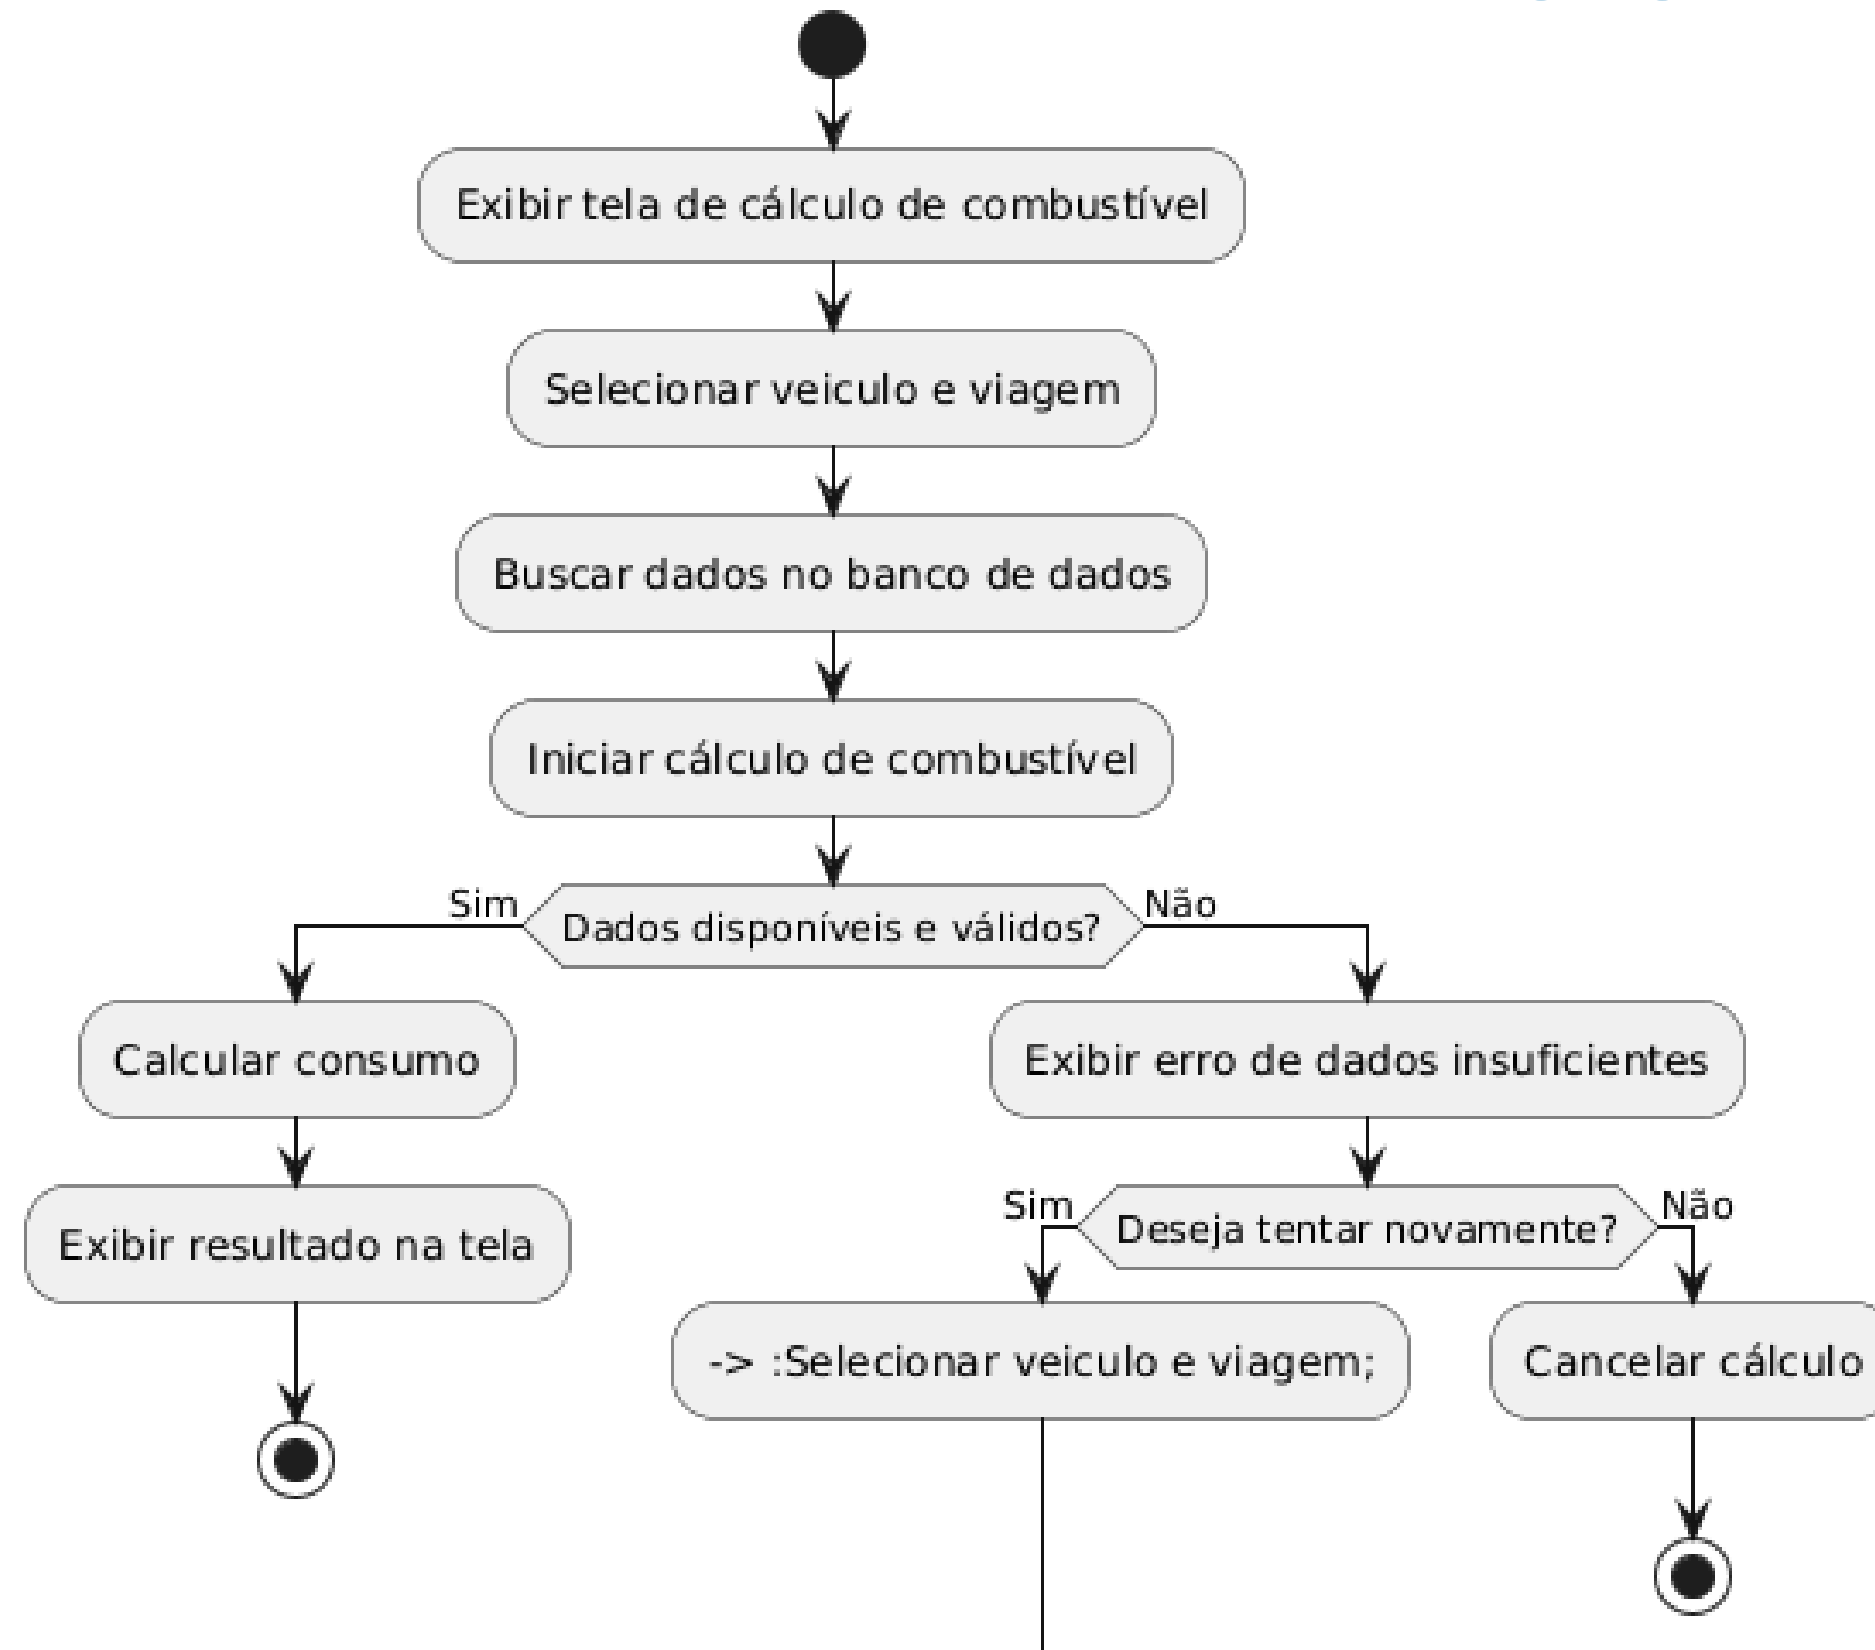 Exibir tela de cálculo de combustível
Selecionar veiculo e viagem
Buscar dados no banco de dados
Iniciar cálculo de combustível
Sim
Dados disponíveis e válidos?
Não
Calcular consumo
Exibir erro de dados insuficientes
Exibir resultado na tela
Sim
Deseja tentar novamente?
Não
-> :Selecionar veiculo e viagem;
Cancelar cálculo